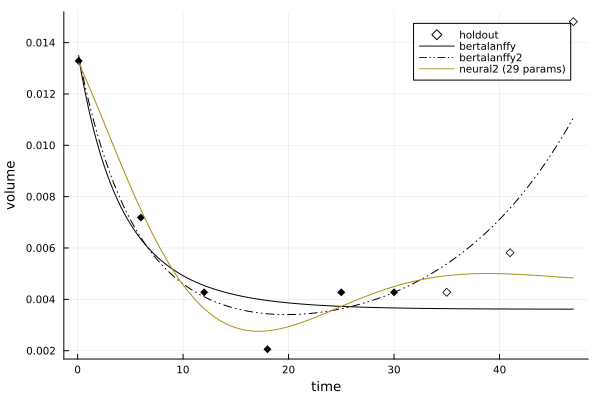 holdout
bertalanffy
bertalanffy2
neural2 (29 params)
0.014
0.012
0.010
0.008
0.006
0.004
0.002
volume
0 10 20 30 40
time